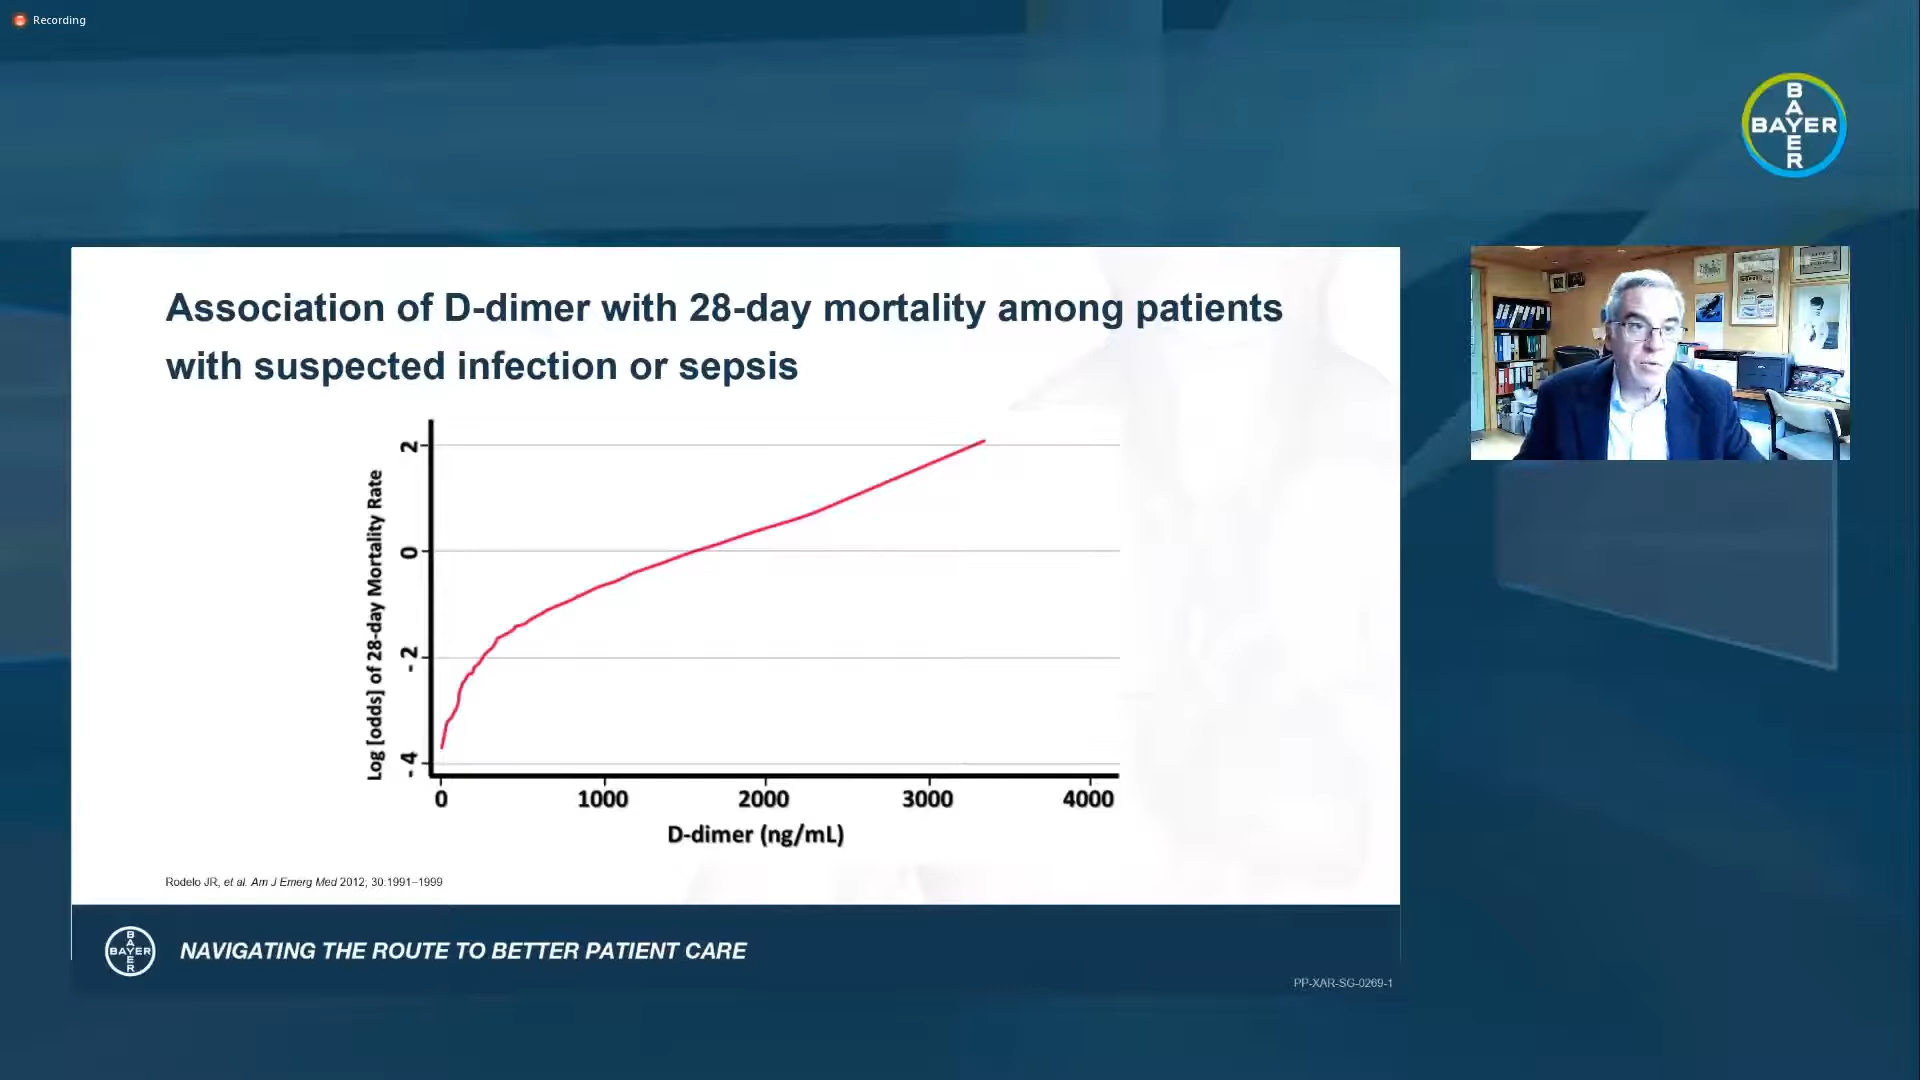 Recording
BAYER
BAYER
Association of D-dimer with 28-day mortality among patients
with suspected infection or sepsis
Log [odds] of 28-day Mortality Rate
2
0
- 2
- 4
0 1000 2000 3000 4000
D-dimer (ng/mL)
Rodelo JR, et al. Am J Emerg Med 2012; 30.1991–1999
BAYER
BAYER
NAVIGATING THE ROUTE TO BETTER PATIENT CARE
PP-XAR-SG-0269-1